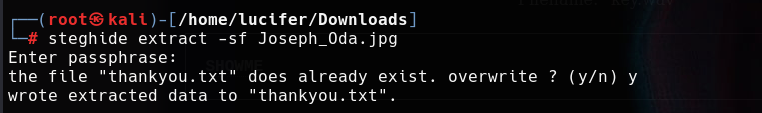 ┌──(root㉿kali)-[/home/lucifer/Downloads]
└─# steghide extract -sf Joseph_Oda.jpg
Enter passphrase:
the file "thankyou.txt" does already exist. overwrite ? (y/n) y
wrote extracted data to "thankyou.txt".